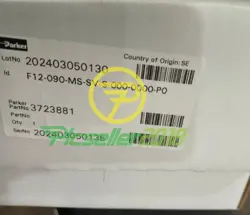 Parker
LotNo 202403050130
Country of Origin:SE
Id. F12-090-MS-SV-S-000-0000-P0
Parker
PartNo 3723881
PartNo
Qty 1
SerNo 202403050135